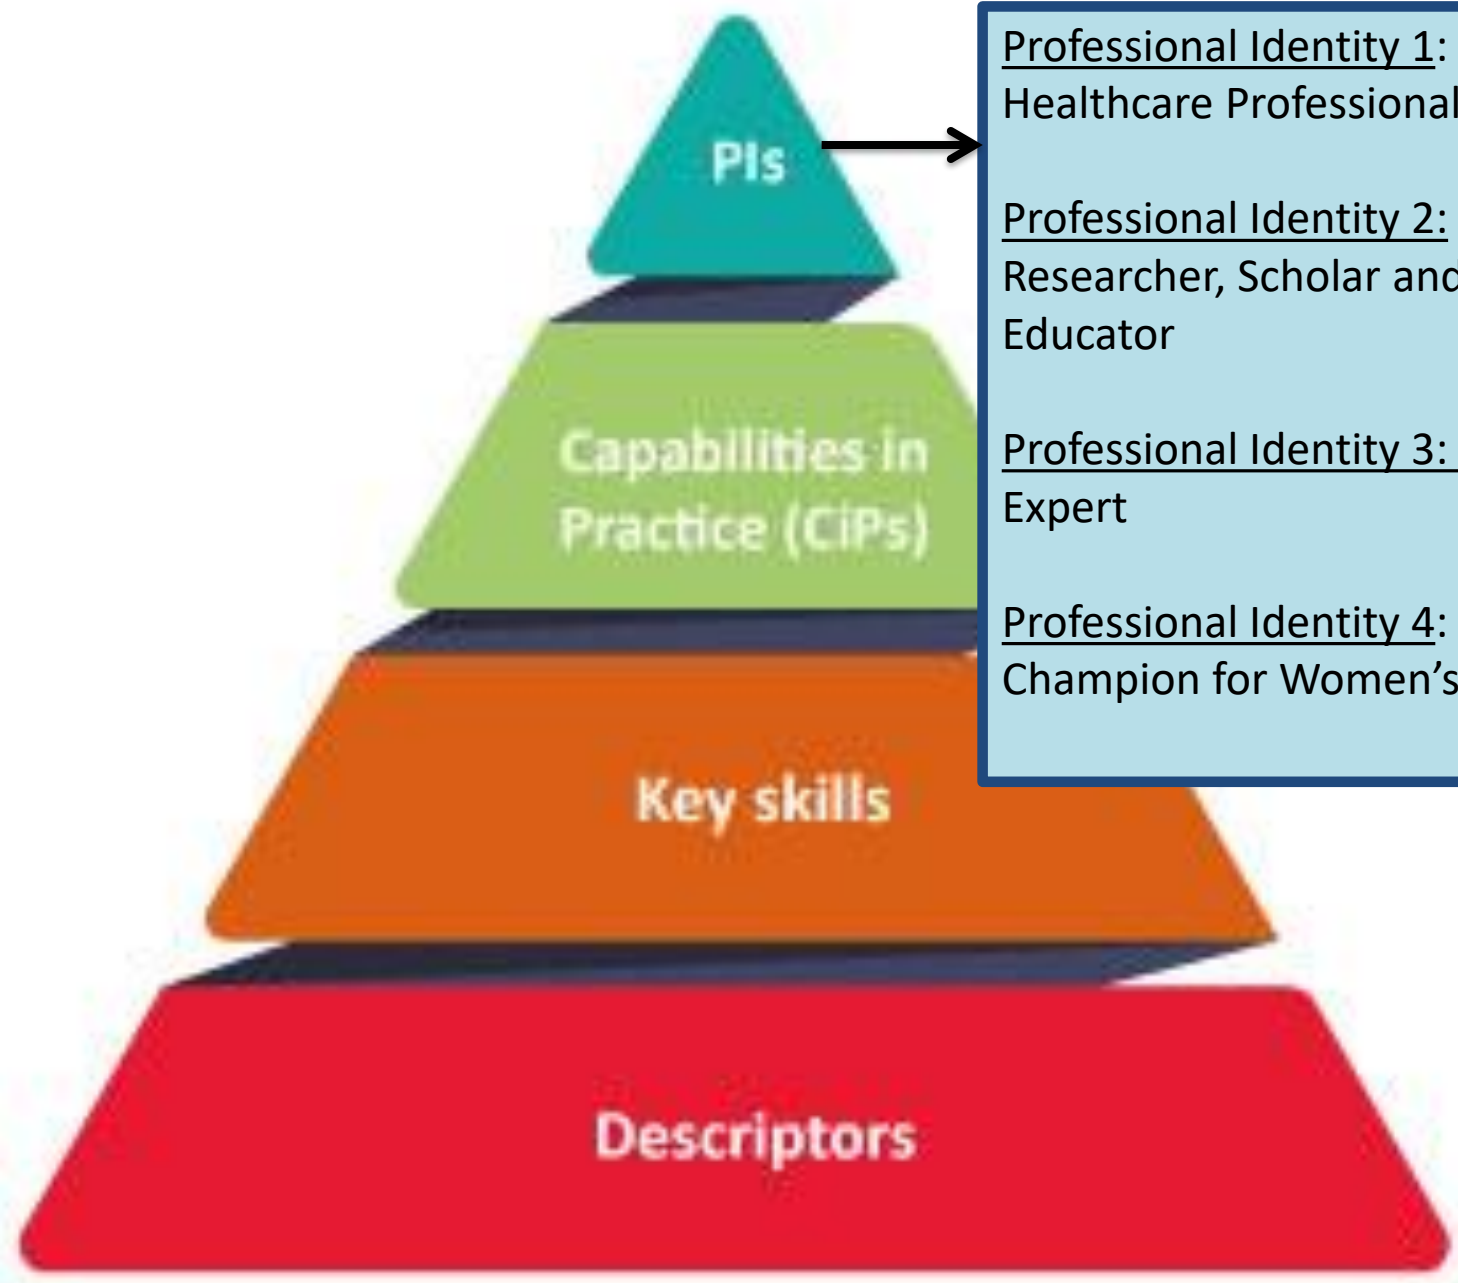 PIs
Capabilities in
Practice (CiPs)
Key skills
Descriptors
Professional Identity 1:
Healthcare Professional
Professional Identity 2:
Researcher, Scholar and
Educator
Professional Identity 3:
Expert
Professional Identity 4:
Champion for Women’s